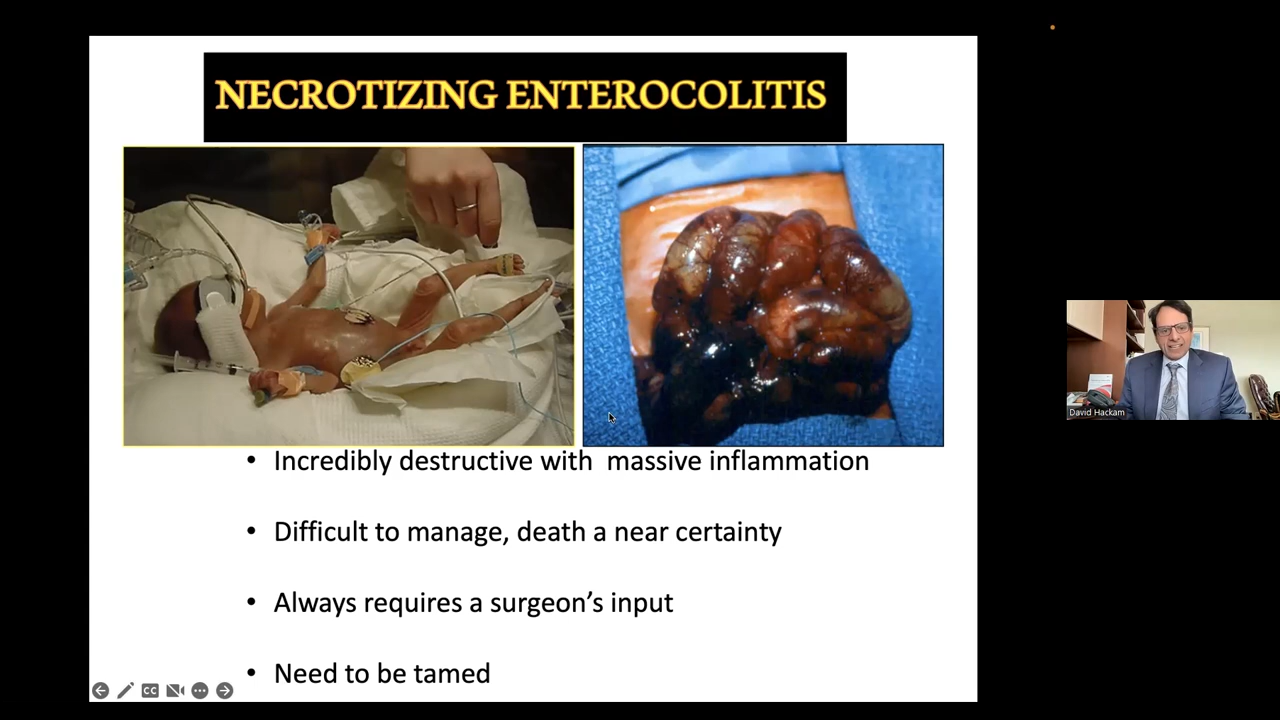 NECROTIZING ENTEROCOLITIS
• Incredibly destructive with massive inflammation
• Difficult to manage, death a near certainty
• Always requires a surgeon's input
• Need to be tamed
CC
David Hackam